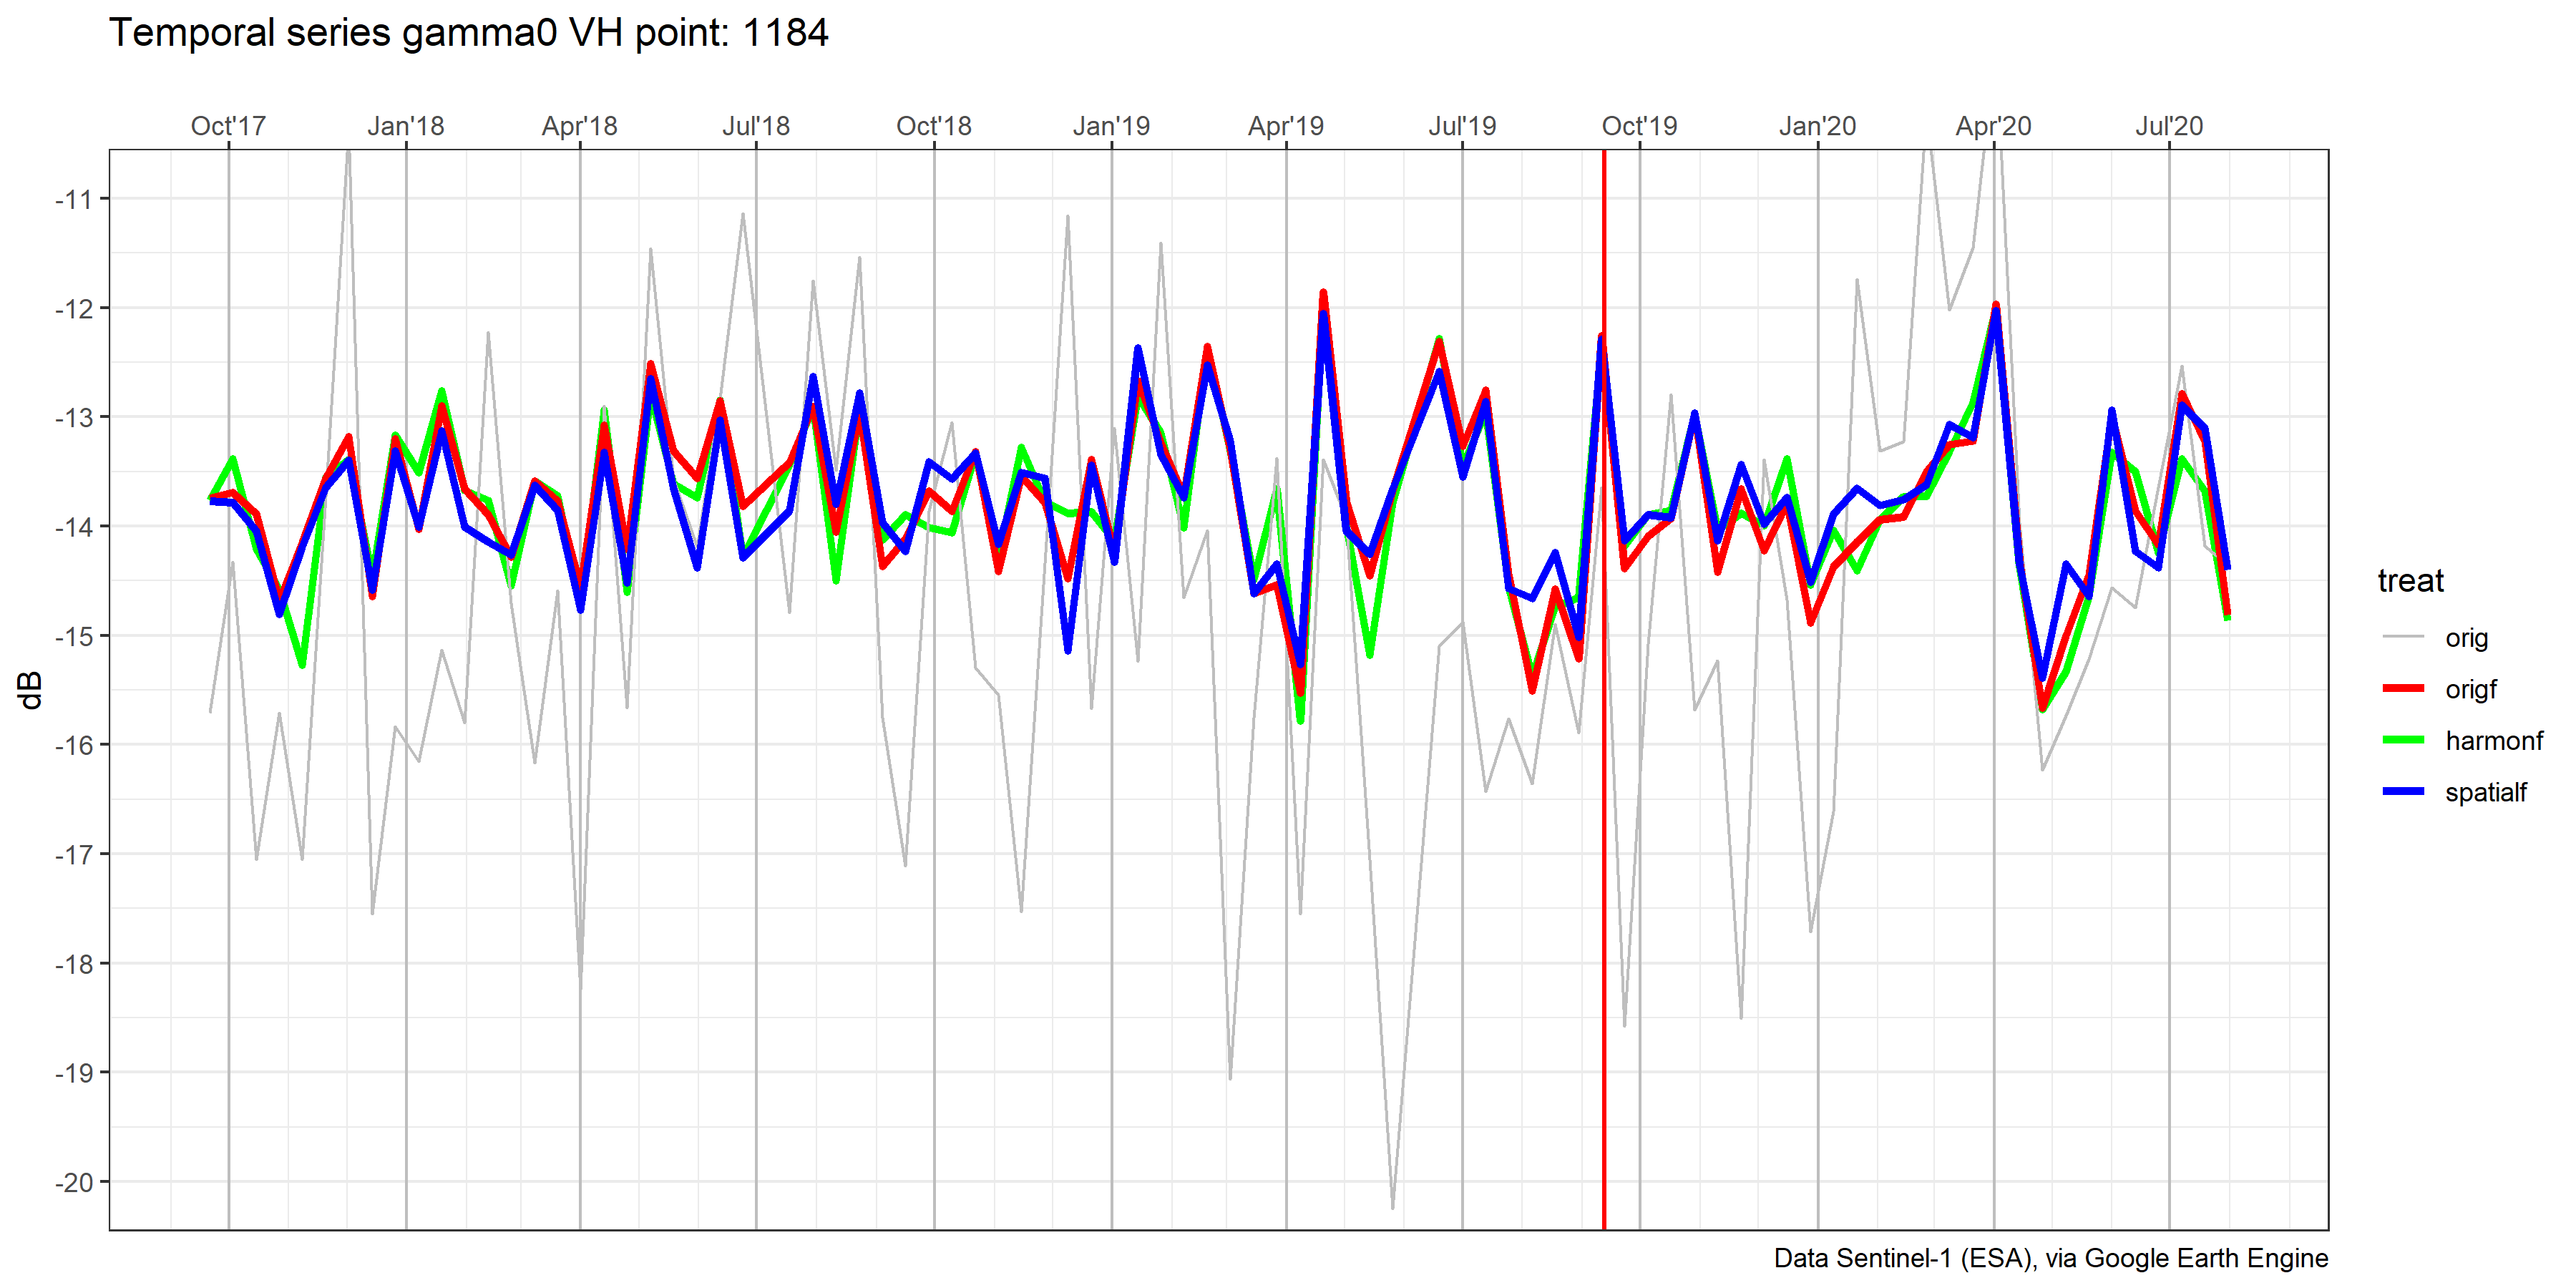 Temporal series gamma0 VH point: 1184
Oct'17 Jan'18 Apr'18 Jul'18 Oct'18 Jan'19 Apr'19 Jul'19 Oct'19 Jan'20 Apr'20 Jul'20
-11
-12
-13
-14
-15
-16
-17
-18
-19
-20
dB
treat
orig
origf
harmonf
spatialf
Data Sentinel-1 (ESA), via Google Earth Engine